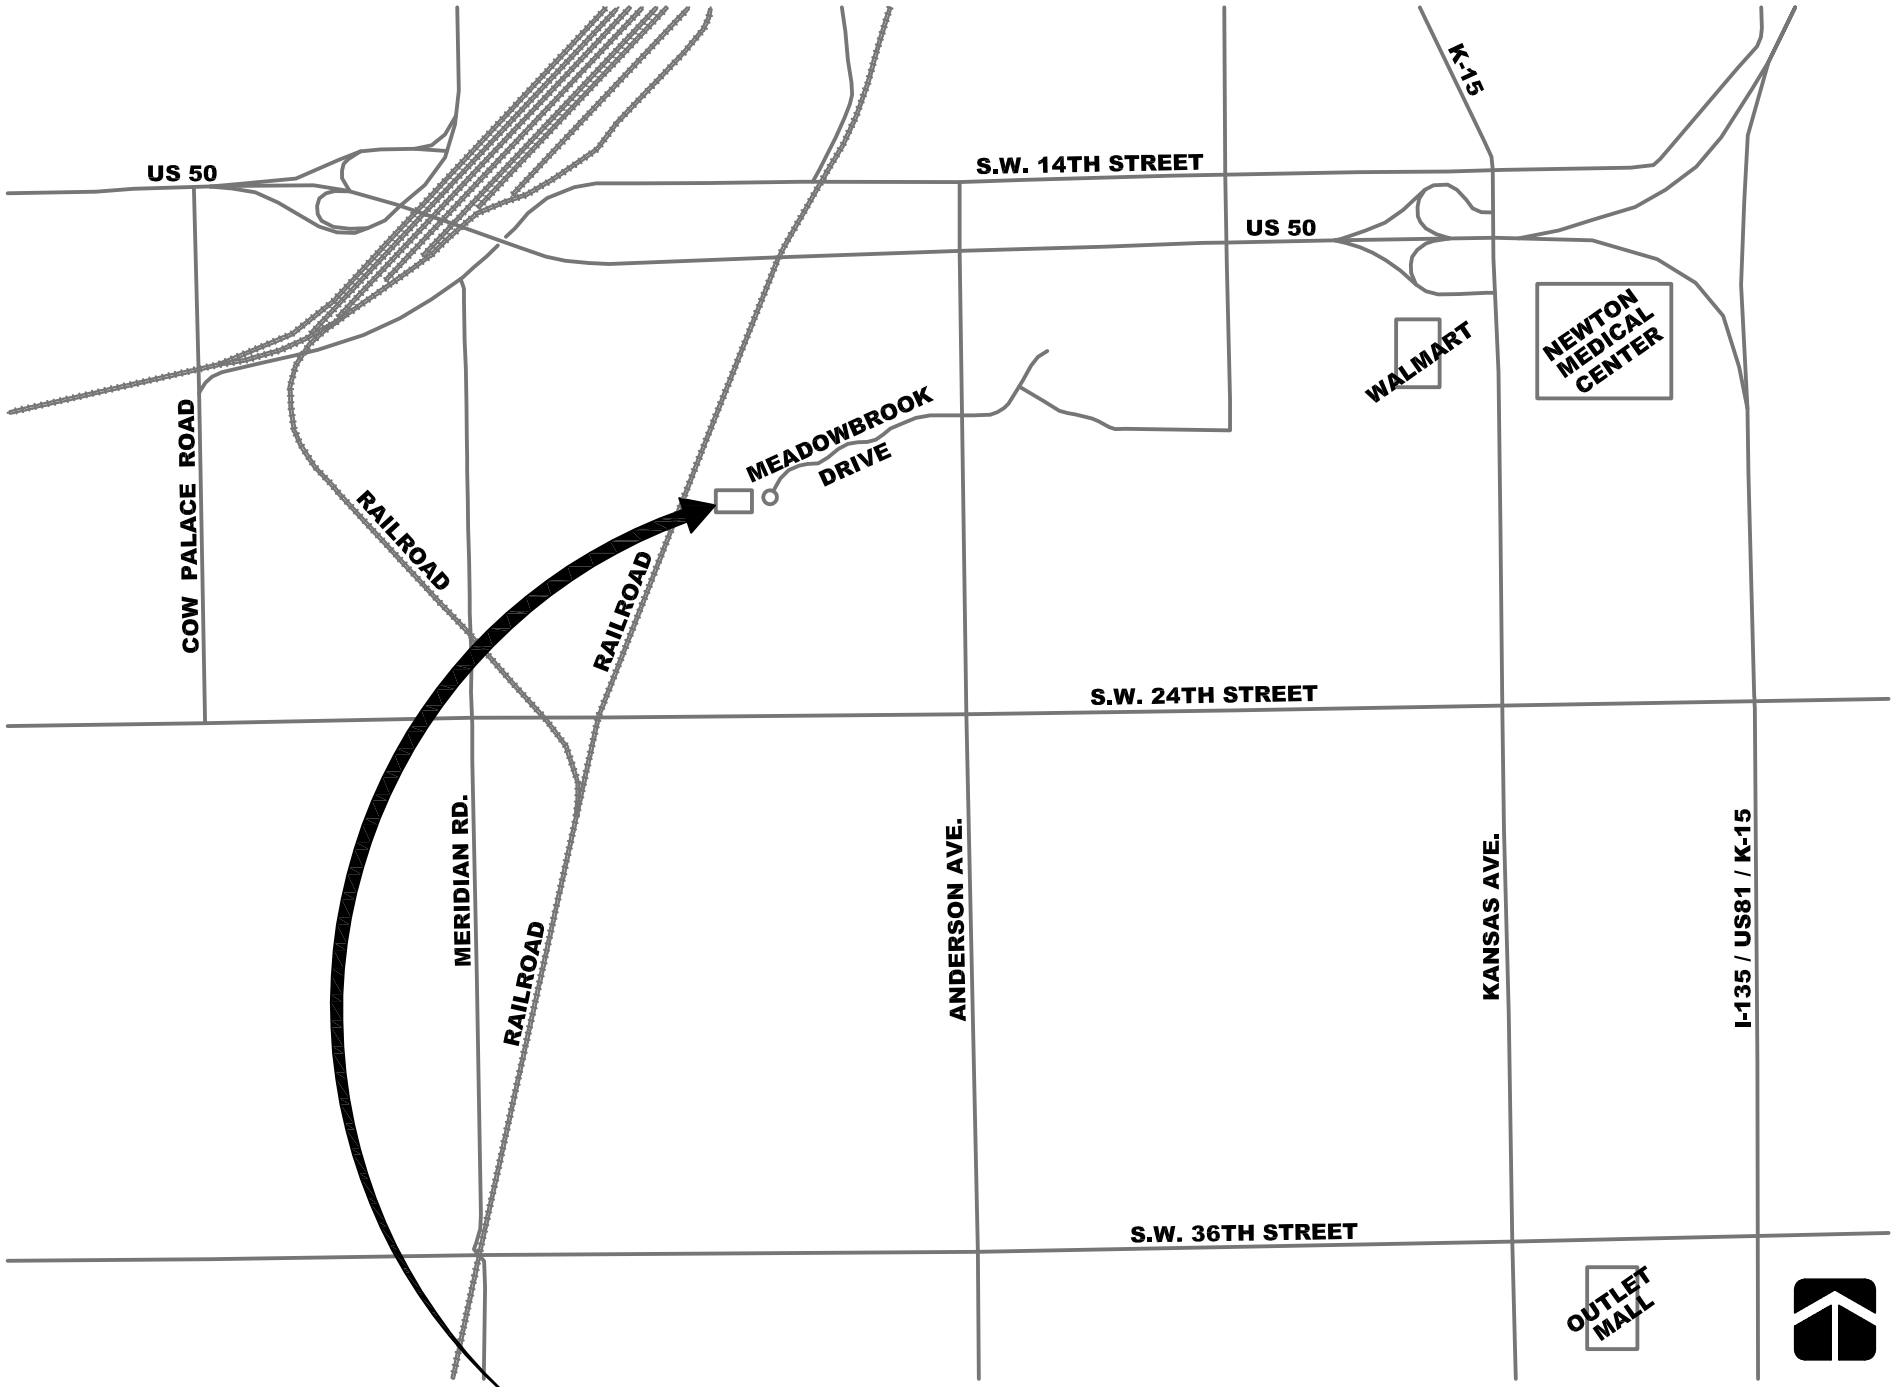 K-15
S.W. 14TH STREET
US 50
US 50
NEWTON
MEDICAL
CENTER
WALMART
MEADOWBROOK
DRIVE
COW PALACE ROAD
RAILROAD
RAILROAD
S.W. 24TH STREET
MERIDIAN RD.
RAILROAD
ANDERSON AVE.
KANSAS AVE.
I-135 / US81 / K-15
S.W. 36TH STREET
OUTLET
MALL